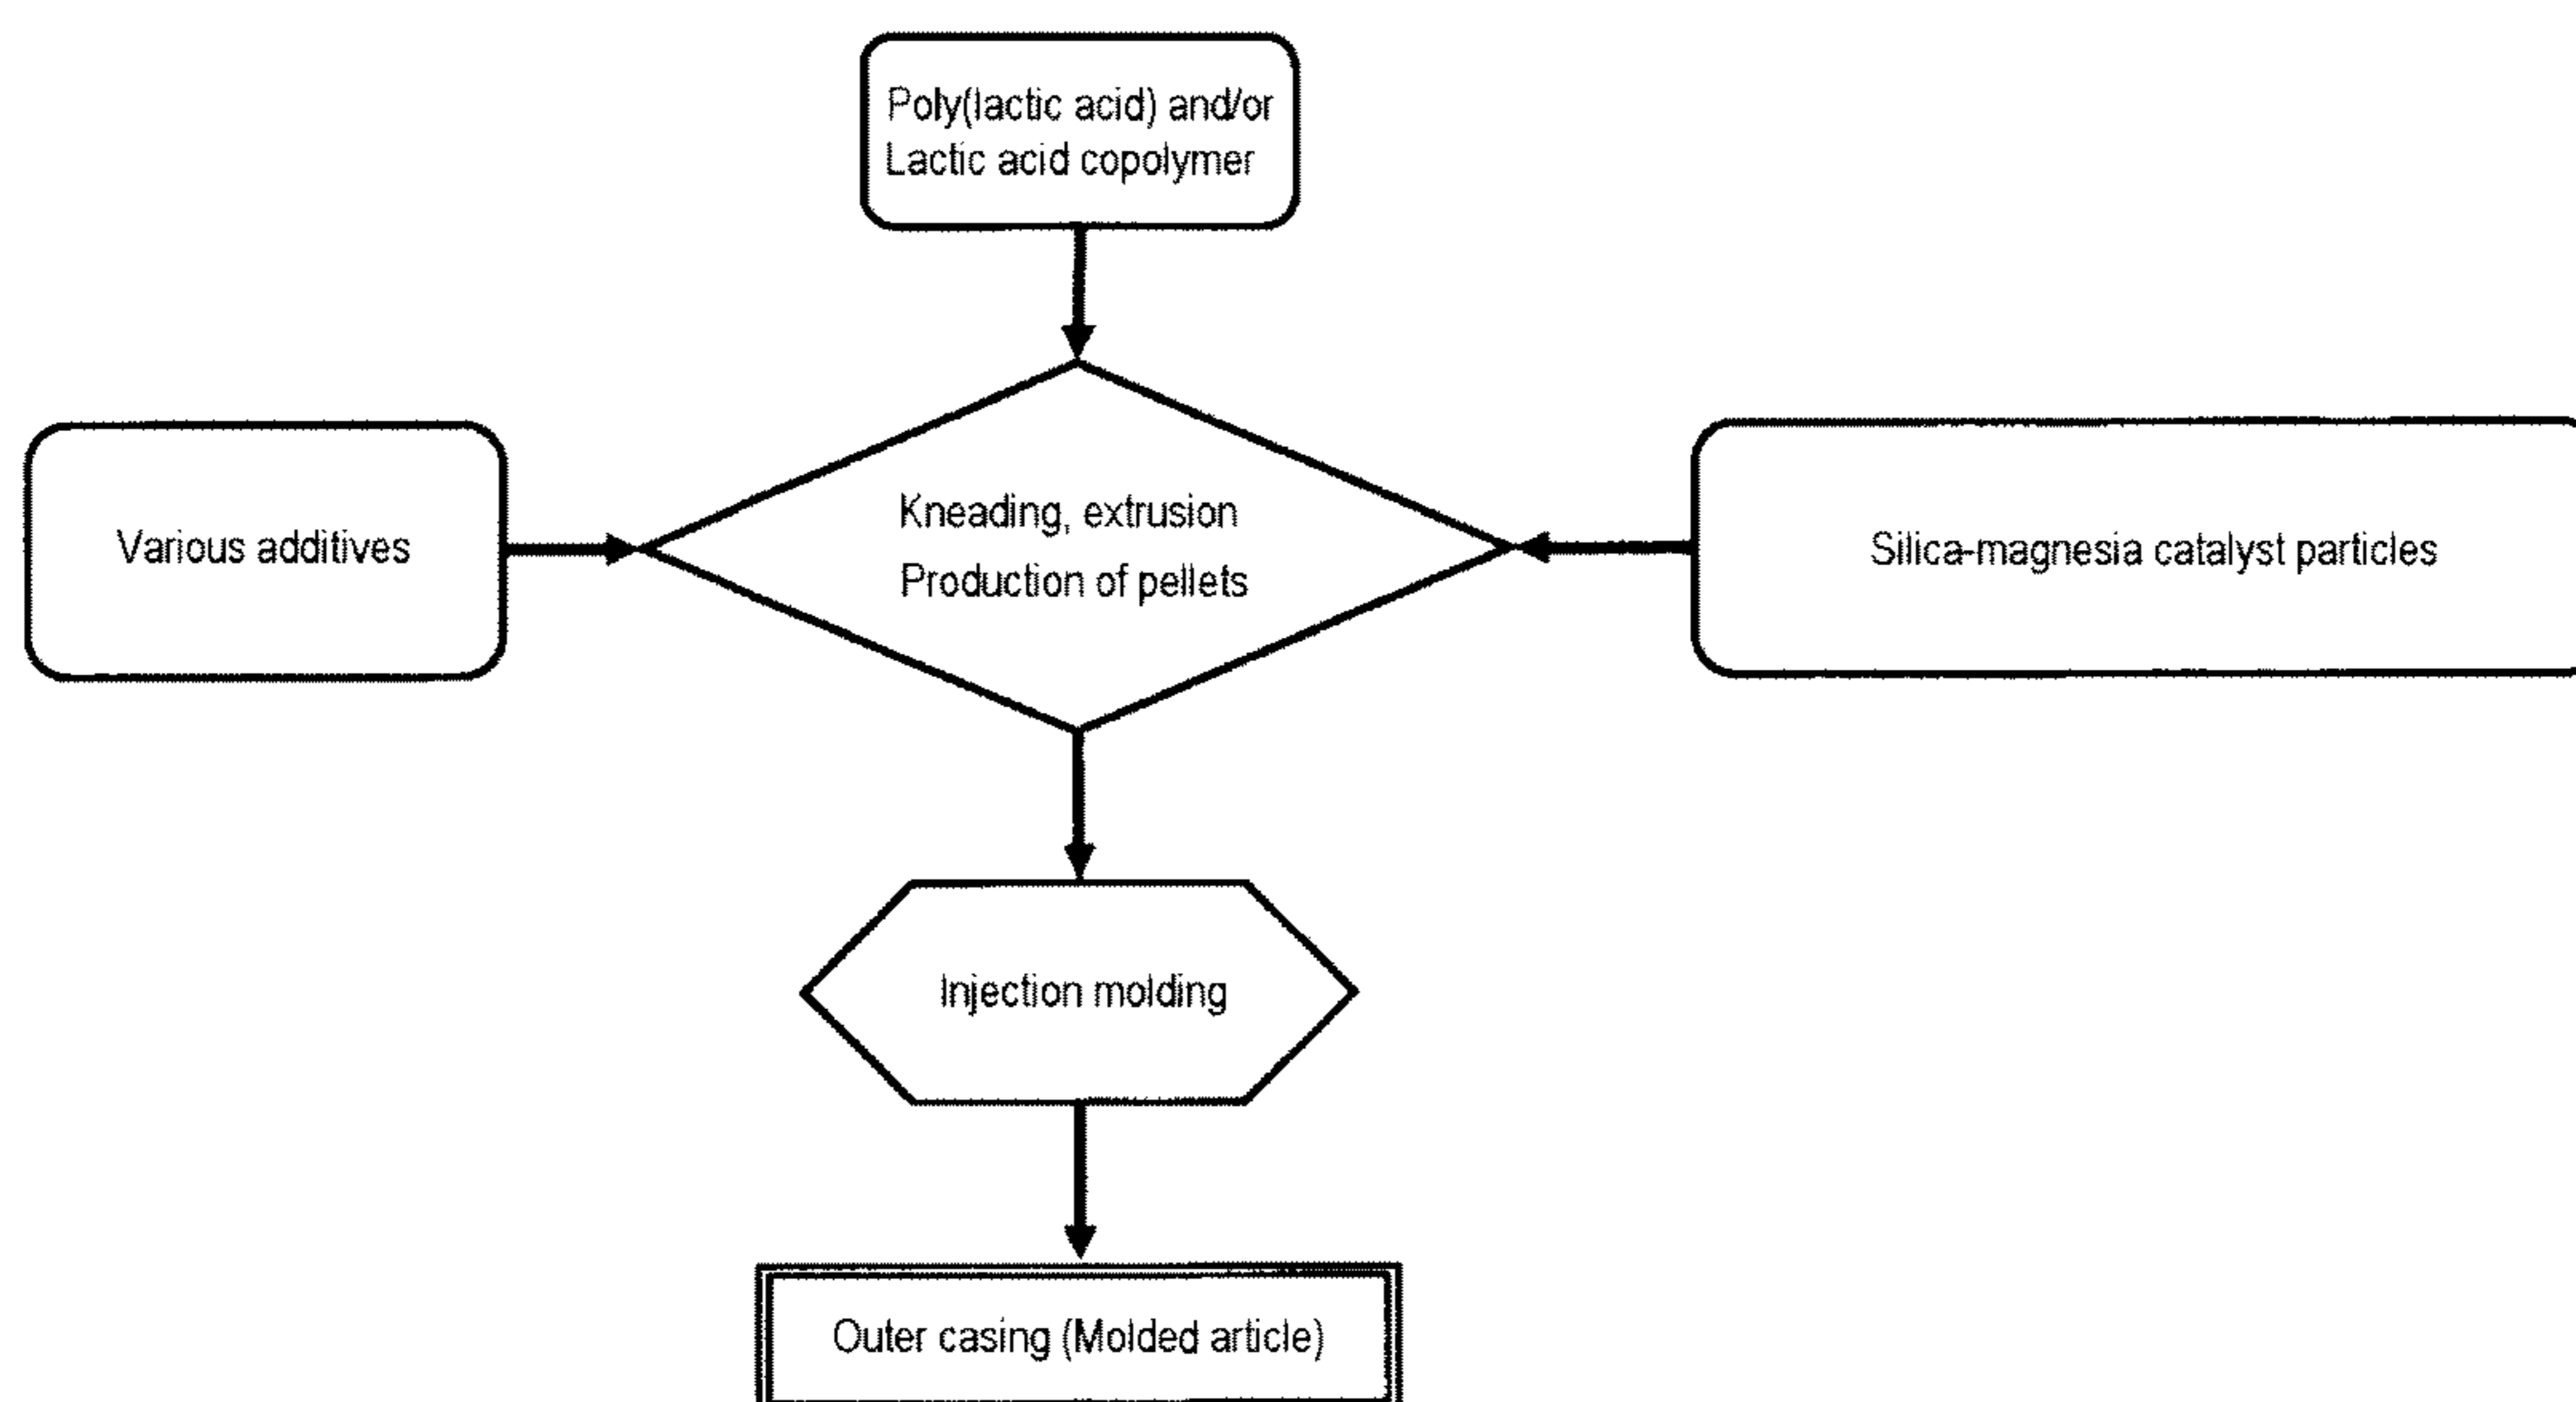 Poly(lactic acid) and/or
Lactic acid copolymer
Various additives
Kneading, extrusion
Production of pellets
Silica-magnesia catalyst particles
Injection molding
Outer casing (Molded article)